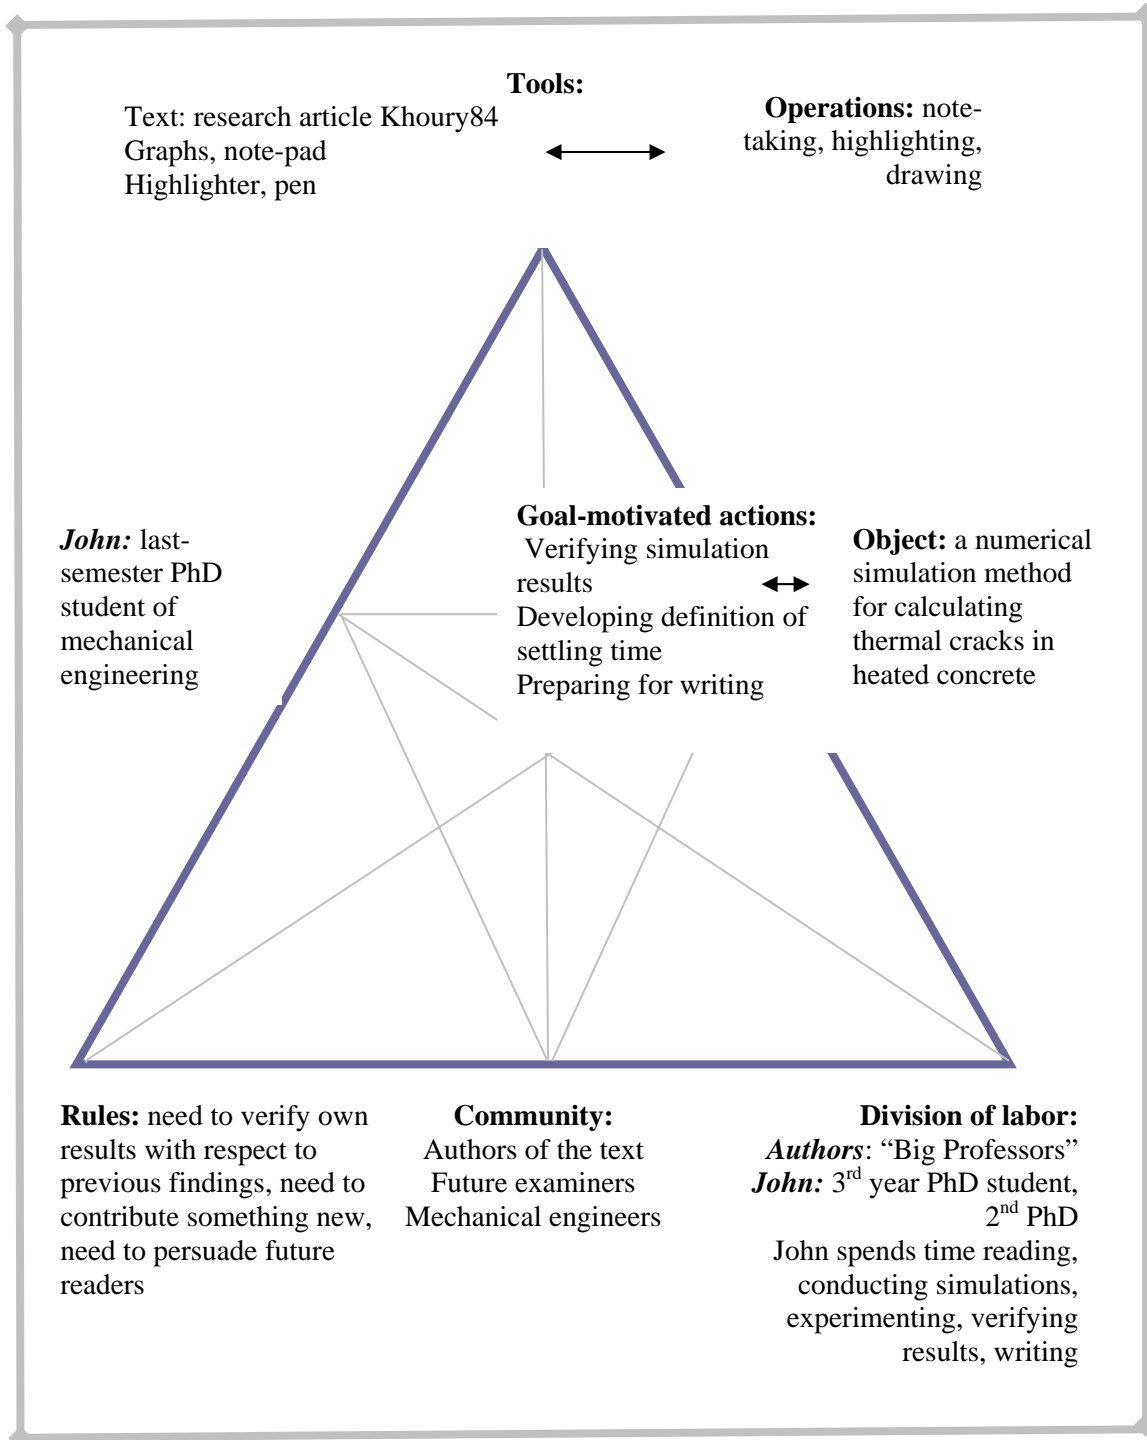 Tools:
Text: research article Khoury84
Graphs, note-pad
Highlighter, pen
Operations: note-
taking, highlighting,
drawing
John: last-
semester PhD
student of
mechanical
engineering
Goal-motivated actions:
Verifying simulation
results
Developing definition of
settling time
Preparing for writing
Object: a numerical
simulation method
for calculating
thermal cracks in
heated concrete
Rules: need to verify own
results with respect to
previous findings, need to
contribute something new,
need to persuade future
readers
Community:
Authors of the text
Future examiners
Mechanical engineers
Division of labor:
Authors: “Big Professors”
John: 3rd year PhD student,
2nd PhD
John spends time reading,
conducting simulations,
experimenting, verifying
results, writing